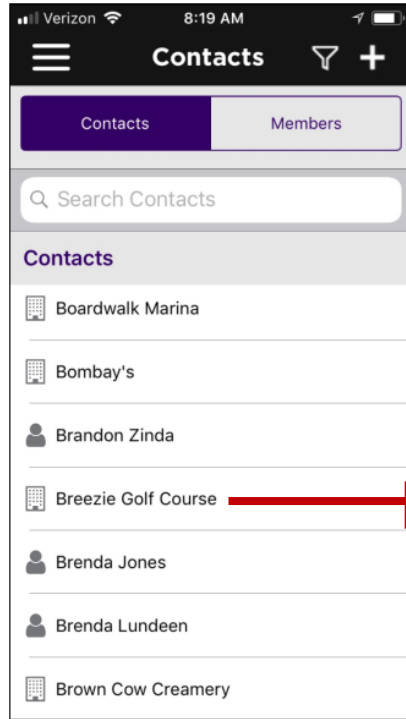 Verizon 8:19 AM
Contacts
Contacts Members
Search Contacts
Contacts
Boardwalk Marina
Bombay's
Brandon Zinda
Breezie Golf Course
Brenda Jones
Brenda Lundeen
Brown Cow Creamery